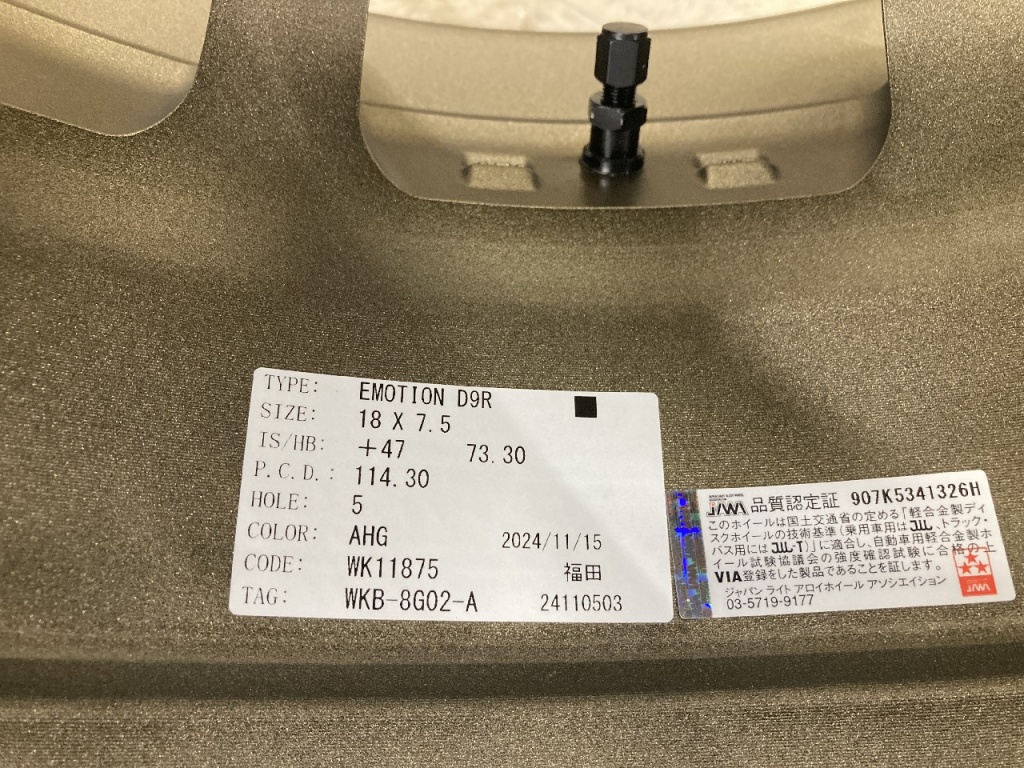 TYPE: EMOTION D9R
SIZE: 18 X 7.5
IS/HB: +47 73.30
P.C.D.: 114.30
HOLE: 5
COLOR: AHG 2024/11/15
CODE: WK11875 福田
TAG: WKB-8G02-A 24110503
JAWA 品質認定証 907K5341326H
このホイールは国土交通省の定める「軽合金製ディ
スクホイールの技術基準（乗用車用はJWL、トラック・
バス用にはJWL-T）」に適合し、自動車用軽合金製ホ
イール試験協議会の強度確認試験に合格の上
VIA登録をした製品であることを証します。
ジャパン ライト アロイホイール アソシエイション
03-5719-9177
JAWA